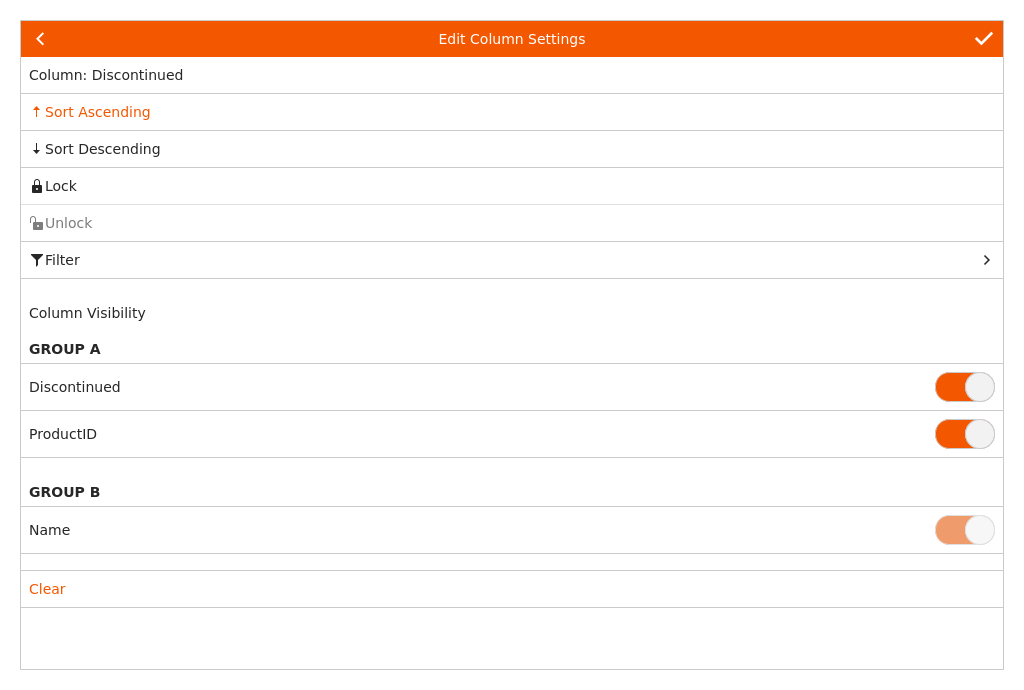 Edit Column Settings
Column: Discontinued
Sort Ascending
Sort Descending
Lock
Unlock
Filter
Column Visibility
GROUP A
Discontinued
ProductID
GROUP B
Name
Clear